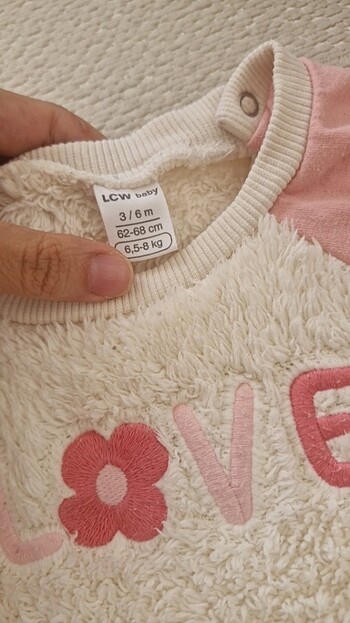 LCW baby
3 / 6 m
62-68 cm
6,5-8 kg
LOVE